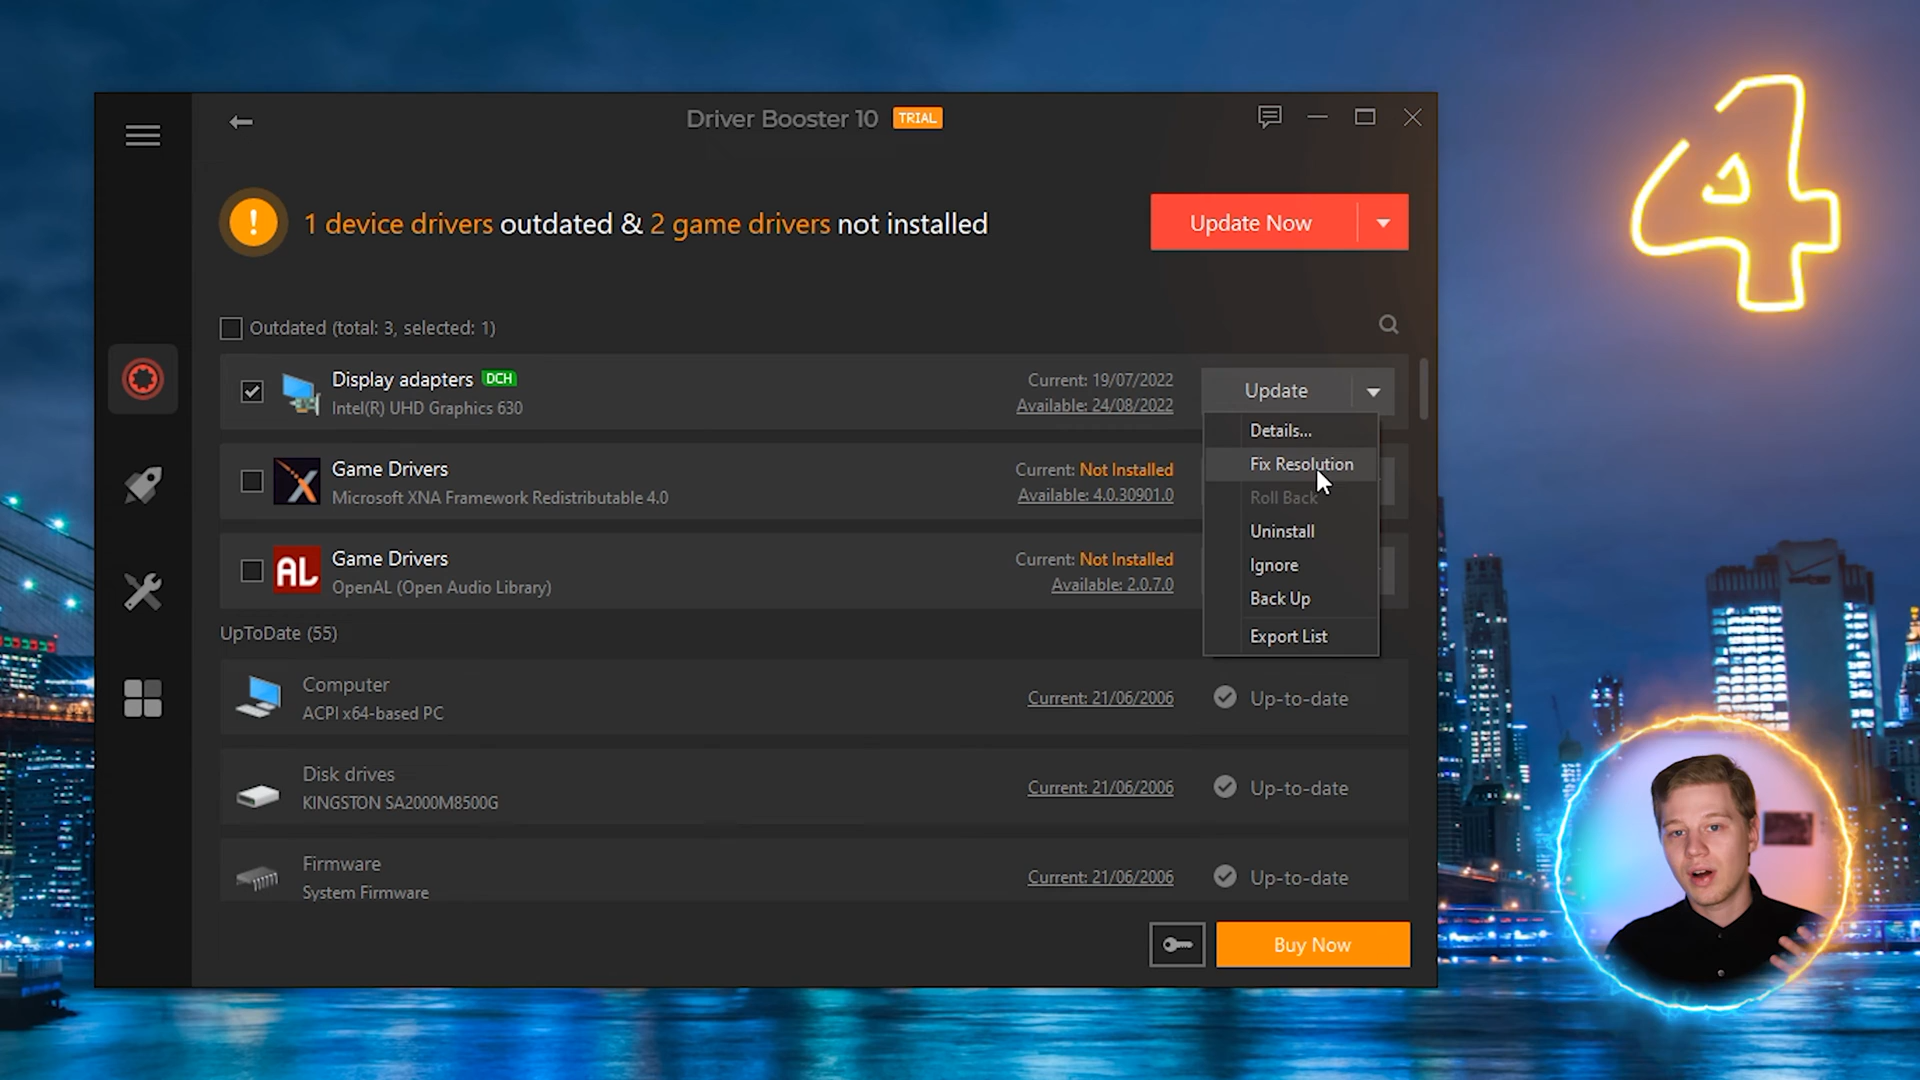 Driver Booster 10 TRIAL
4
! 1 device drivers outdated & 2 game drivers not installed
Update Now
Outdated (total: 3, selected: 1)
Display adapters DCH
Intel(R) UHD Graphics 630
Current: 19/07/2022
Available: 24/08/2022
Update
Details...
Fix Resolution
Roll Back
Uninstall
Ignore
Back Up
Export List
Game Drivers
Microsoft XNA Framework Redistributable 4.0
Current: Not Installed
Available: 4.0.30901.0
AL
Game Drivers
OpenAL (Open Audio Library)
Current: Not Installed
Available: 2.0.7.0
UpToDate (55)
Computer
ACPI x64-based PC
Current: 21/06/2006
Up-to-date
Disk drives
KINGSTON SA2000M8500G
Current: 21/06/2006
Up-to-date
Firmware
System Firmware
Current: 21/06/2006
Up-to-date
Buy Now